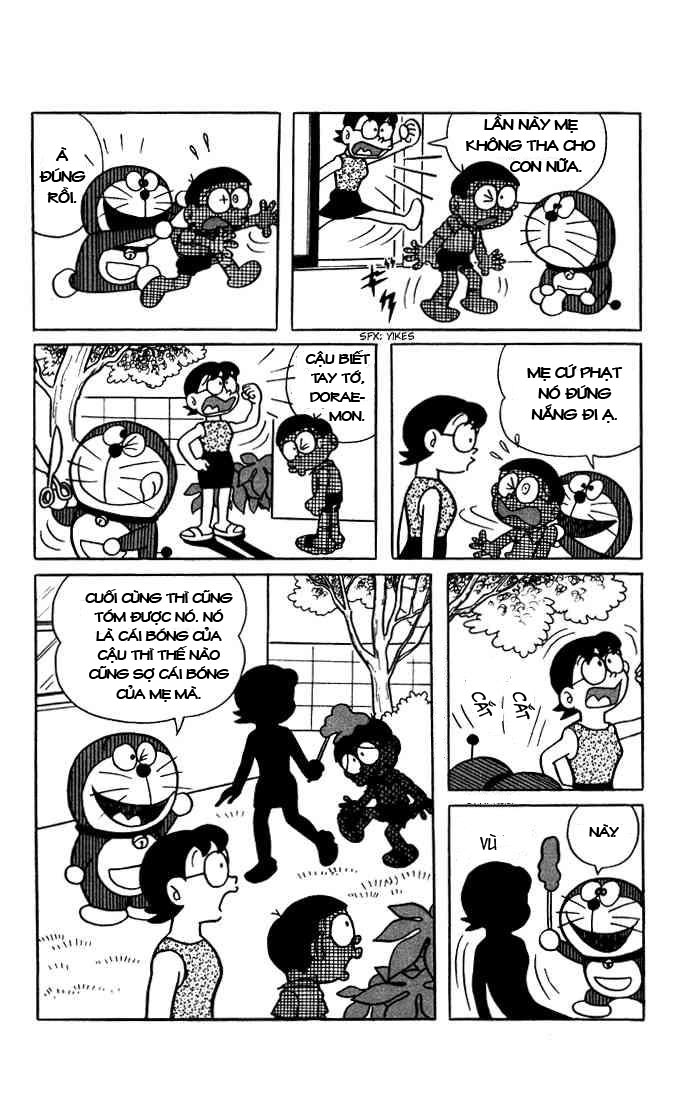 À
ĐÚNG
RỒI.
LẦN NÀY MẸ
KHÔNG THA CHO
CON NỮA.
SFX: YIKES
CẬU BIẾT
TAY TỚ,
DORAE-
MON.
MẸ CỨ PHẠT
NÓ ĐỨNG
NẮNG ĐI Ạ.
CẮT
CẮT
NÀY.
VÙ
CUỐI CÙNG THÌ CŨNG
TÓM ĐƯỢC NÓ. NÓ
LÀ CÁI BÓNG CỦA
CẬU THÌ THẾ NÀO
CŨNG SỢ CÁI BÓNG
CỦA MẸ MÀ.